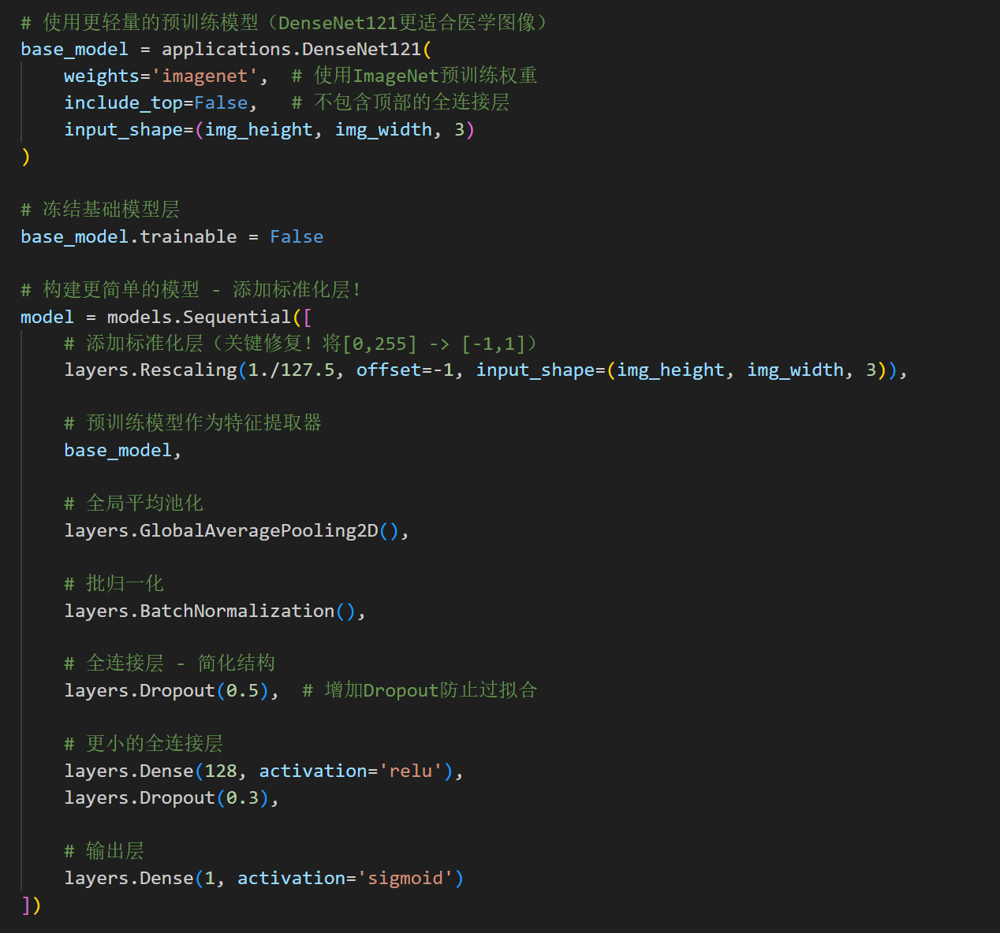 # 使用更轻量的预训练模型（DenseNet121更适合医学图像）
base_model = applications.DenseNet121(
    weights='imagenet',  # 使用ImageNet预训练权重
    include_top=False,   # 不包含顶部的全连接层
    input_shape=(img_height, img_width, 3)
)

# 冻结基础模型层
base_model.trainable = False

# 构建更简单的模型 - 添加标准化层！
model = models.Sequential([
    # 添加标准化层（关键修复！将[0,255] -> [-1,1]）
    layers.Rescaling(1./127.5, offset=-1, input_shape=(img_height, img_width, 3)),

    # 预训练模型作为特征提取器
    base_model,

    # 全局平均池化
    layers.GlobalAveragePooling2D(),

    # 批归一化
    layers.BatchNormalization(),

    # 全连接层 - 简化结构
    layers.Dropout(0.5),  # 增加Dropout防止过拟合

    # 更小的全连接层
    layers.Dense(128, activation='relu'),
    layers.Dropout(0.3),

    # 输出层
    layers.Dense(1, activation='sigmoid')
])